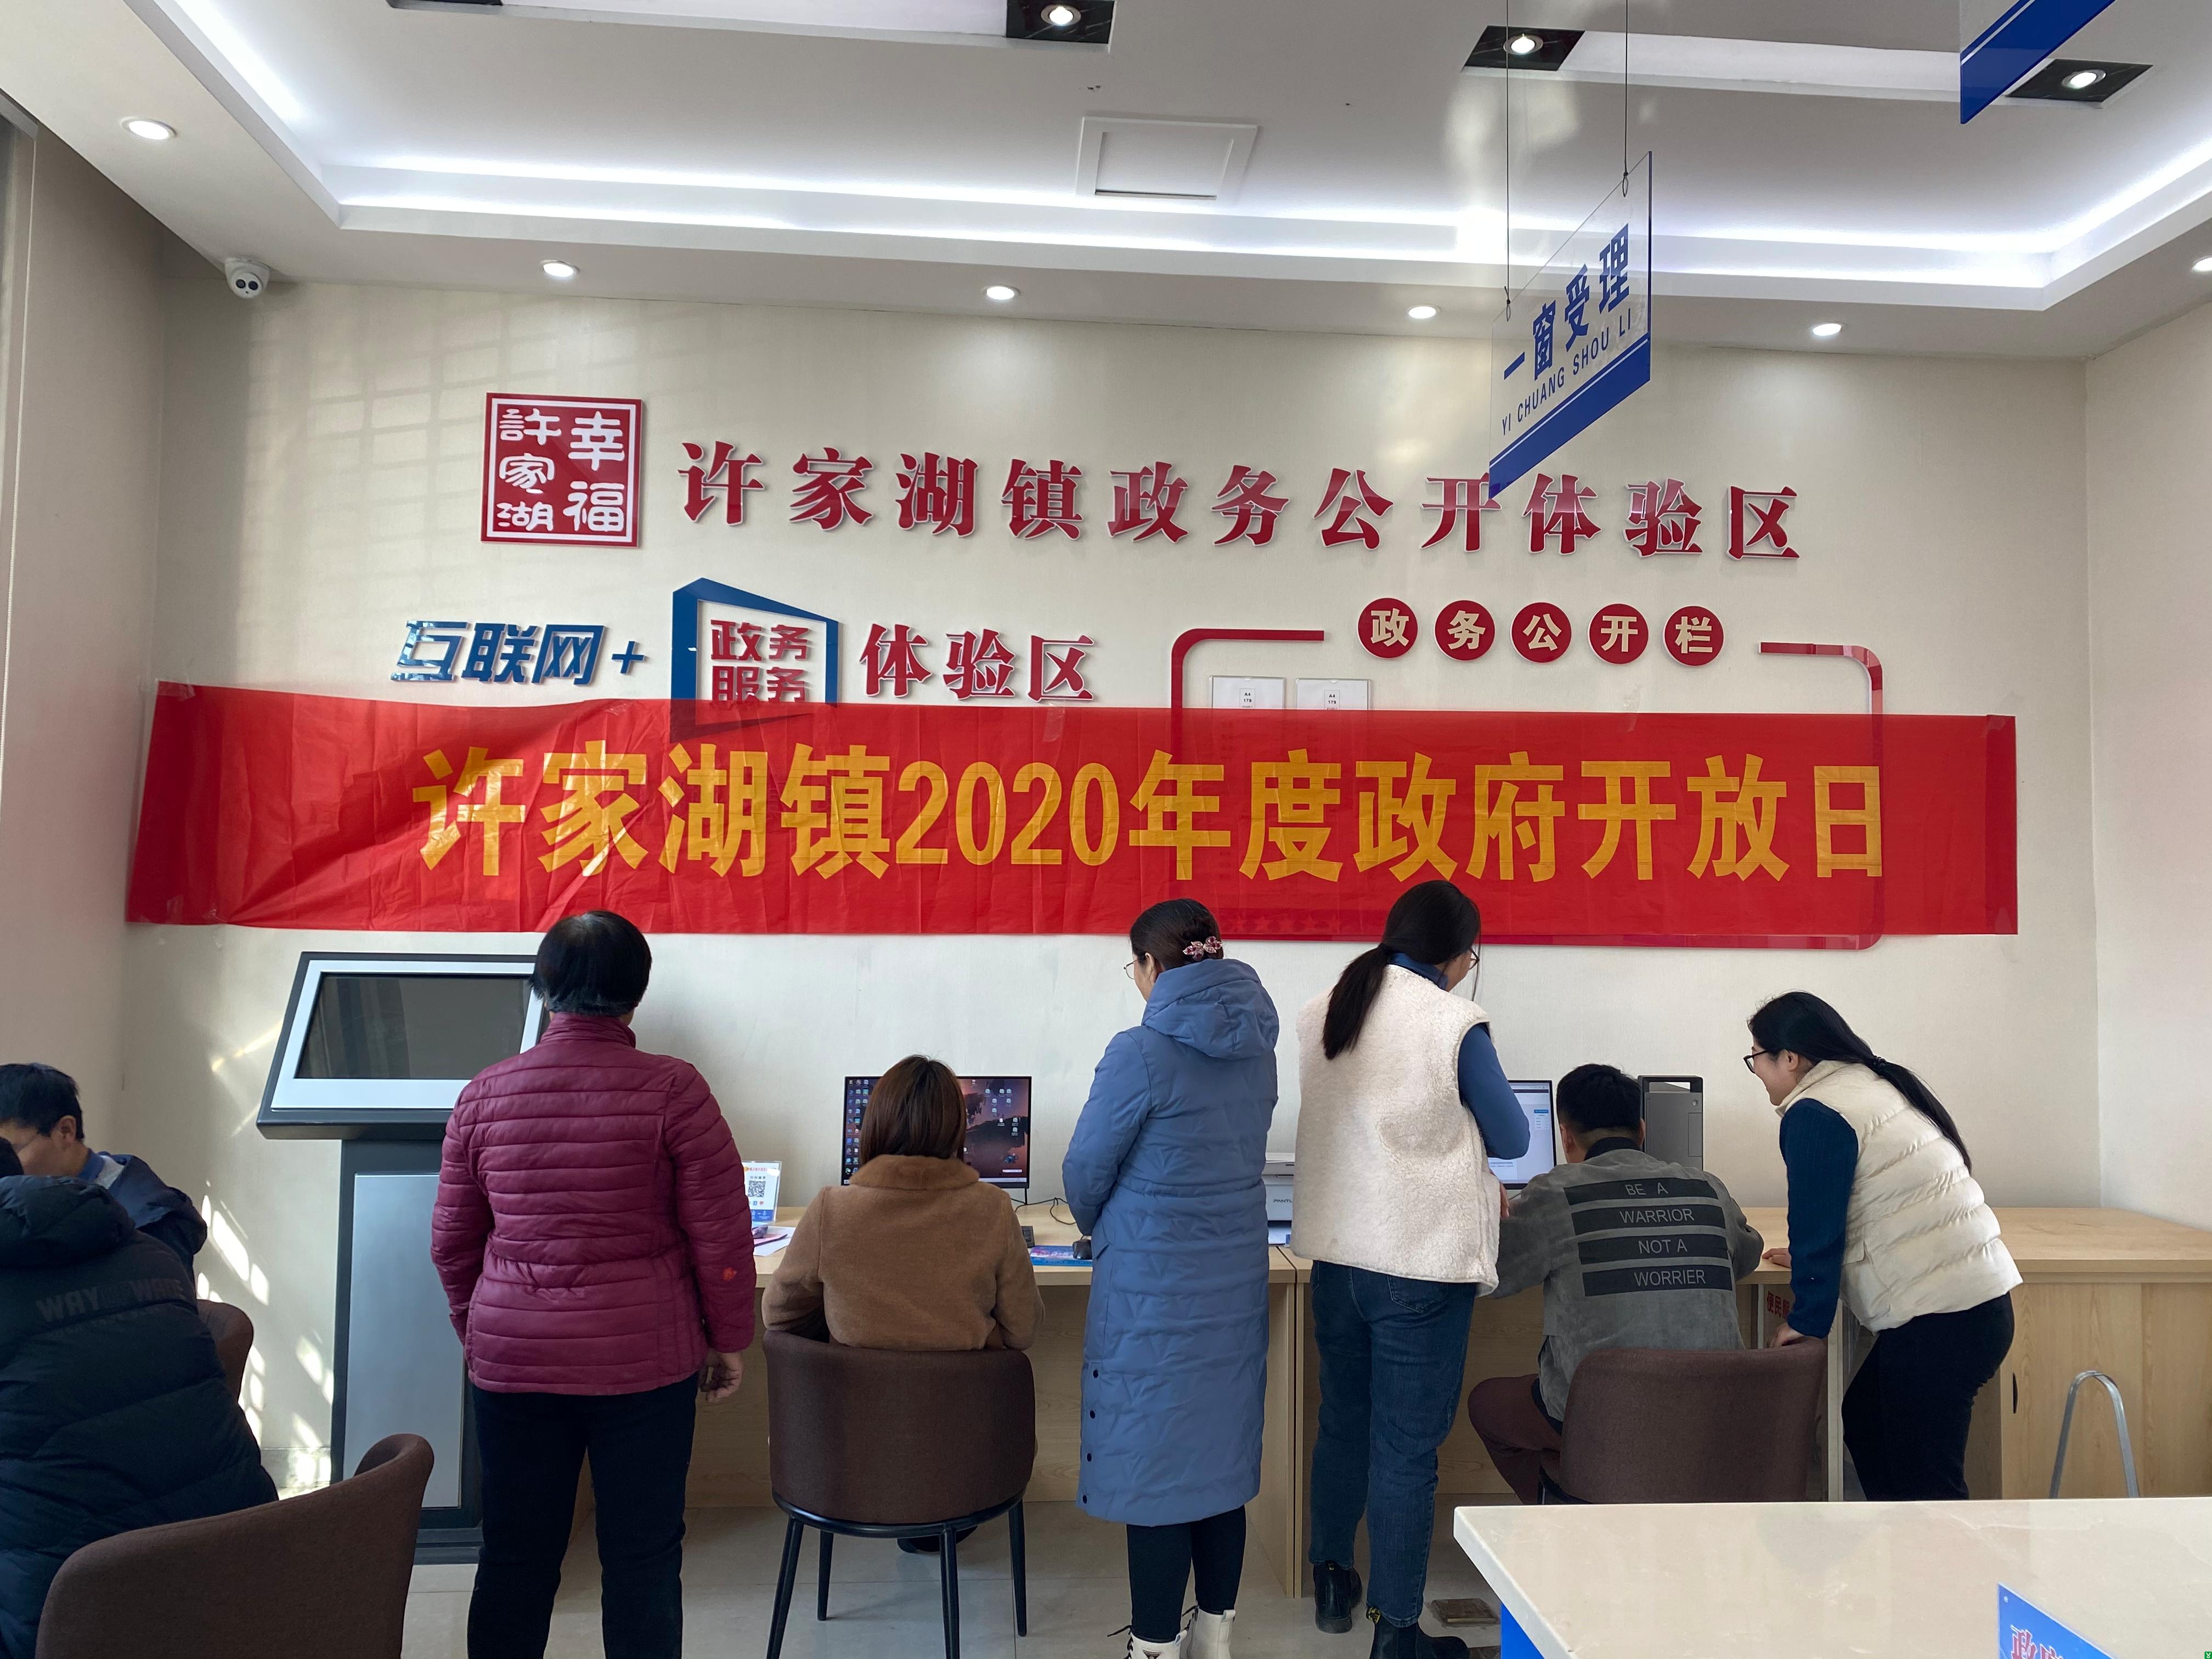 一窗受理
YI CHUANG SHOU LI
幸福
許家湖
许家湖镇政务公开体验区
互联网+
政务
服务
体验区
政务公开栏
许家湖镇2020年度政府开放日
BE A
WARRIOR
NOT A
WORRIER